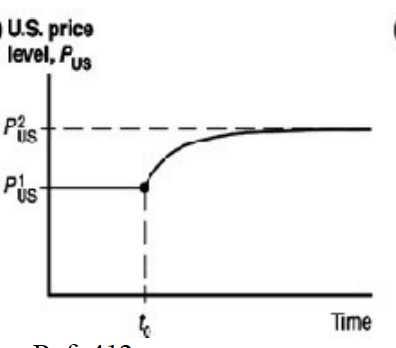 ) U.S. price
level, P_US
P²_US
P¹_US
t₀
Time